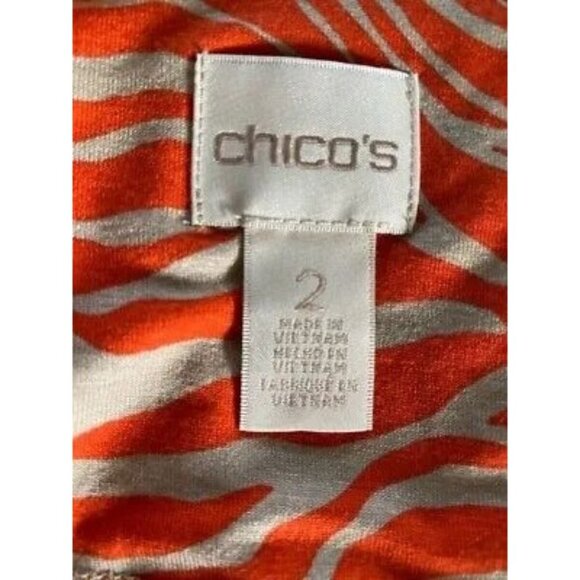 chico's
2
MADE IN
VIETNAM
HECHO EN
VIETNAM
FABRIQUÉ EN
VIETNAM